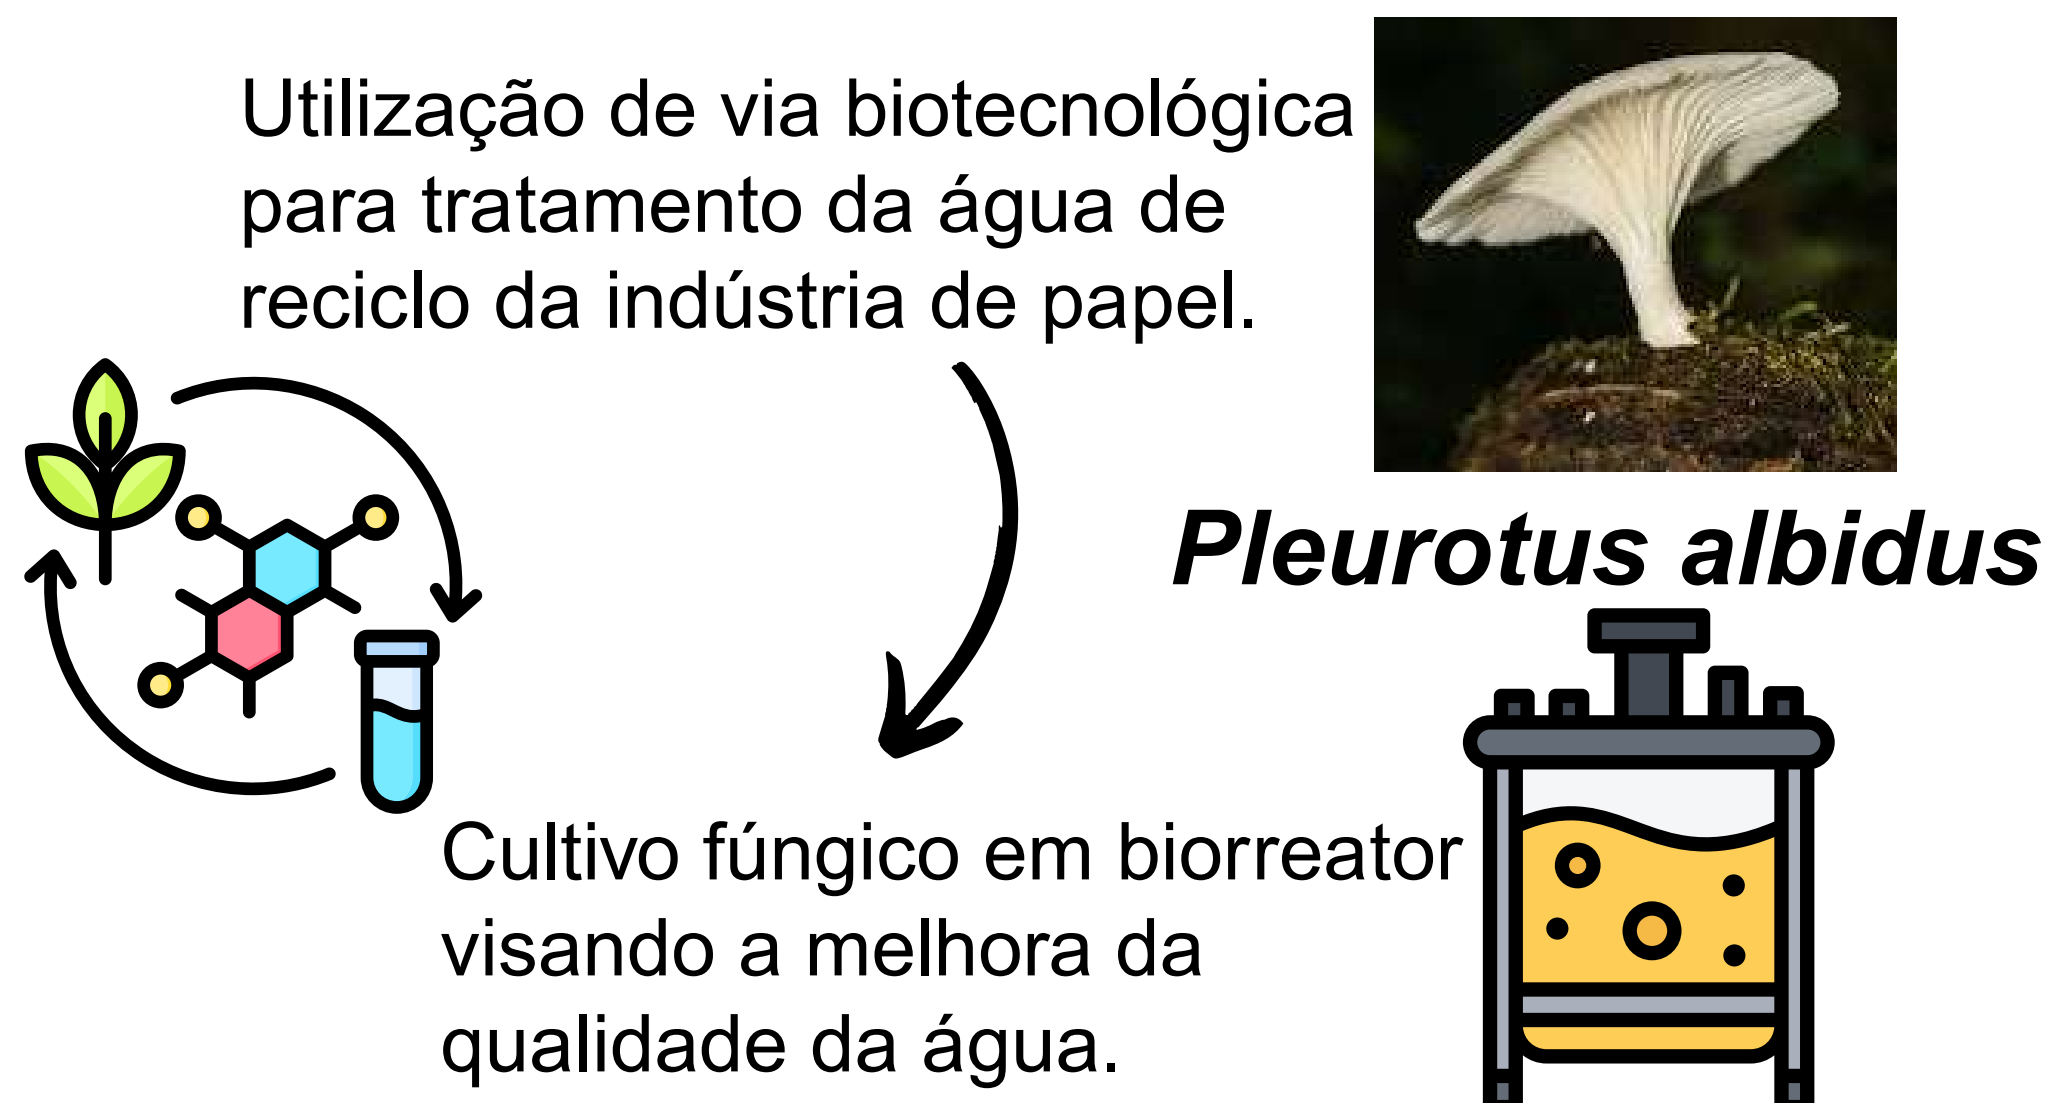 Utilização de via biotecnológica
para tratamento da água de
reciclo da indústria de papel.
Pleurotus albidus
Cultivo fúngico em biorreator
visando a melhora da
qualidade da água.